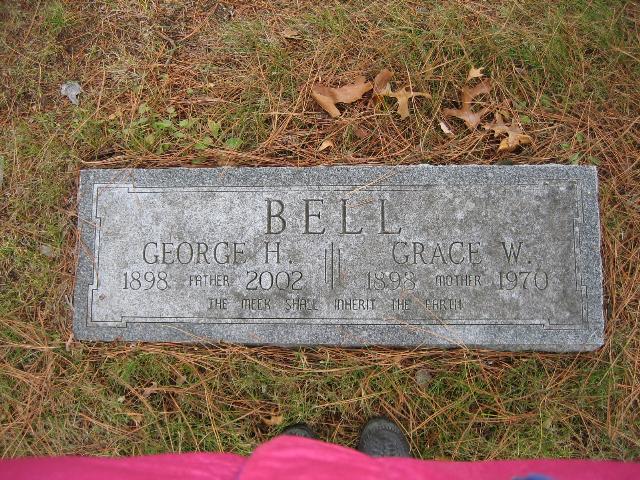 BELL
GEORGE H. GRACE W.
1898 FATHER 2002 1898 MOTHER 1970
THE MEEK SHALL INHERIT THE EARTH